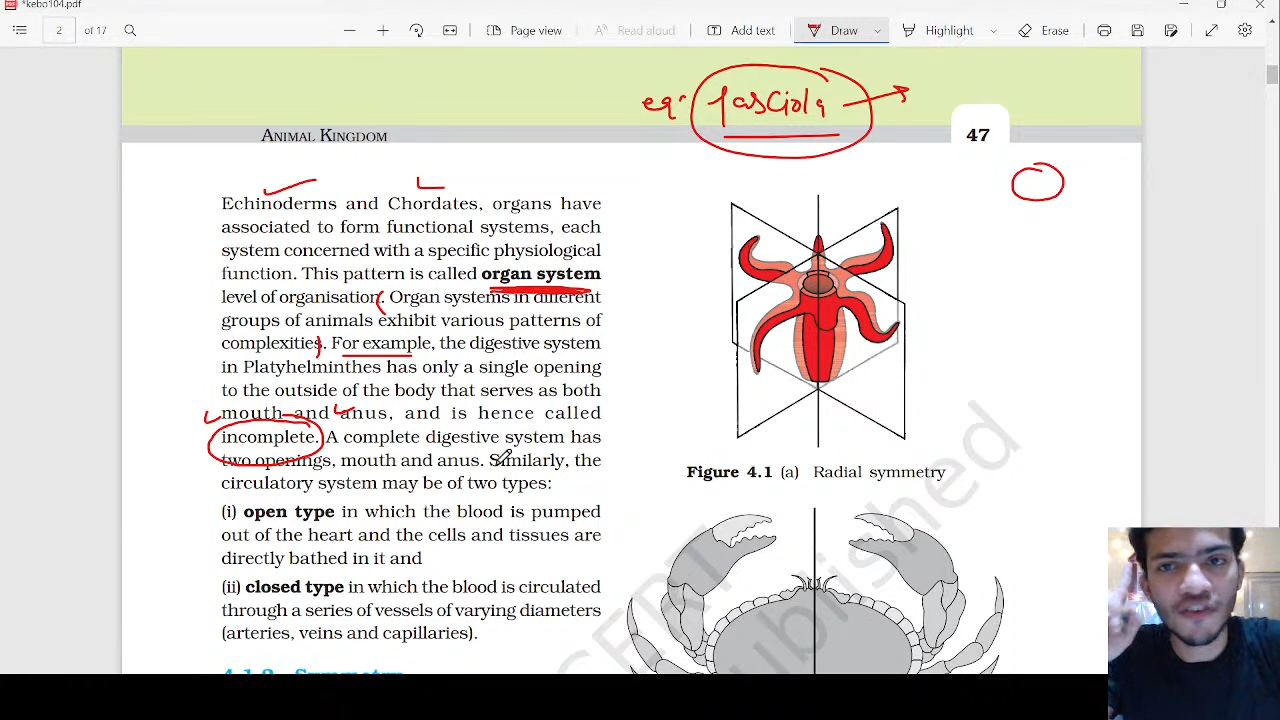 *kebo104.pdf
2 of 17
Page view
Read aloud
Add text
Draw
Highlight
Erase
eg: fasciola
ANIMAL KINGDOM
47
Echinoderms and Chordates, organs have
associated to form functional systems, each
system concerned with a specific physiological
function. This pattern is called organ system
level of organisation. Organ systems in different
groups of animals exhibit various patterns of
complexities. For example, the digestive system
in Platyhelminthes has only a single opening
to the outside of the body that serves as both
mouth and anus, and is hence called
incomplete. A complete digestive system has
two openings, mouth and anus. Similarly, the
circulatory system may be of two types:
(i) open type in which the blood is pumped
out of the heart and the cells and tissues are
directly bathed in it and
(ii) closed type in which the blood is circulated
through a series of vessels of varying diameters
(arteries, veins and capillaries).
4.1.2 Symmetry
Figure 4.1 (a) Radial symmetry